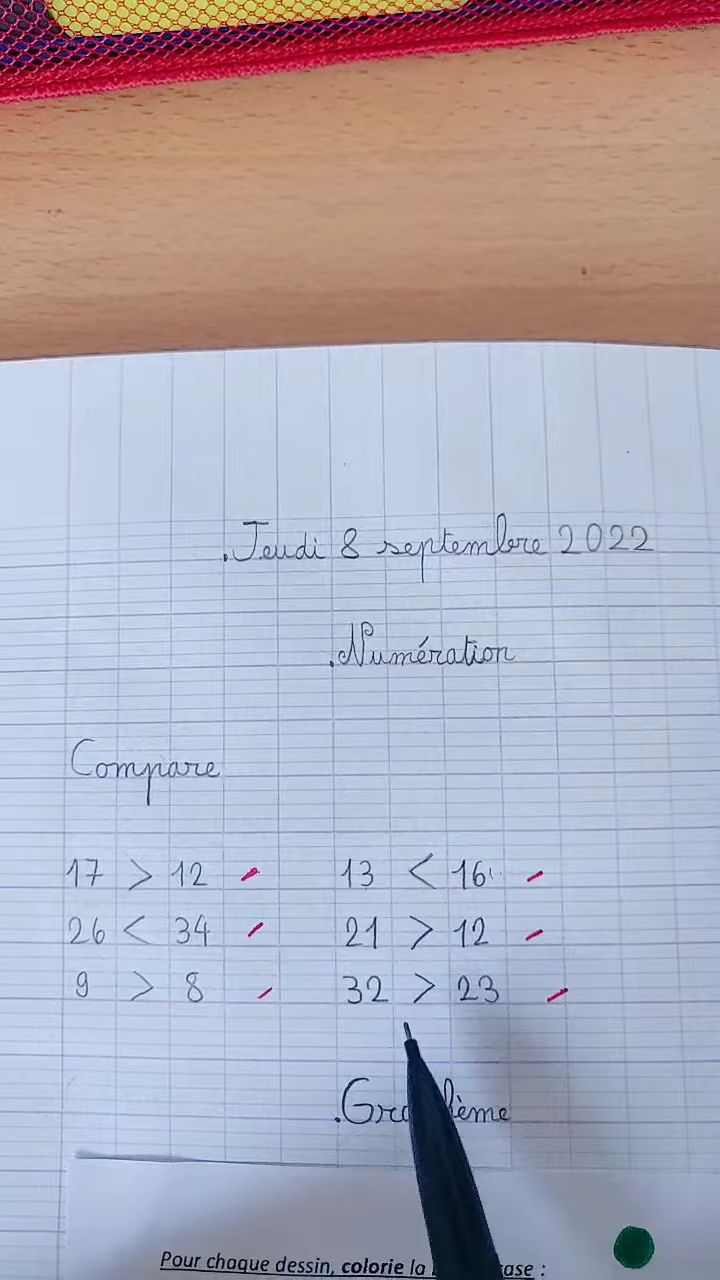 .Jeudi 8 septembre 2022
.Numération
Compare
17 > 12 13 < 16
26 < 34 21 > 12
9 > 8 32 > 23
Pour chaque dessin, colorie la